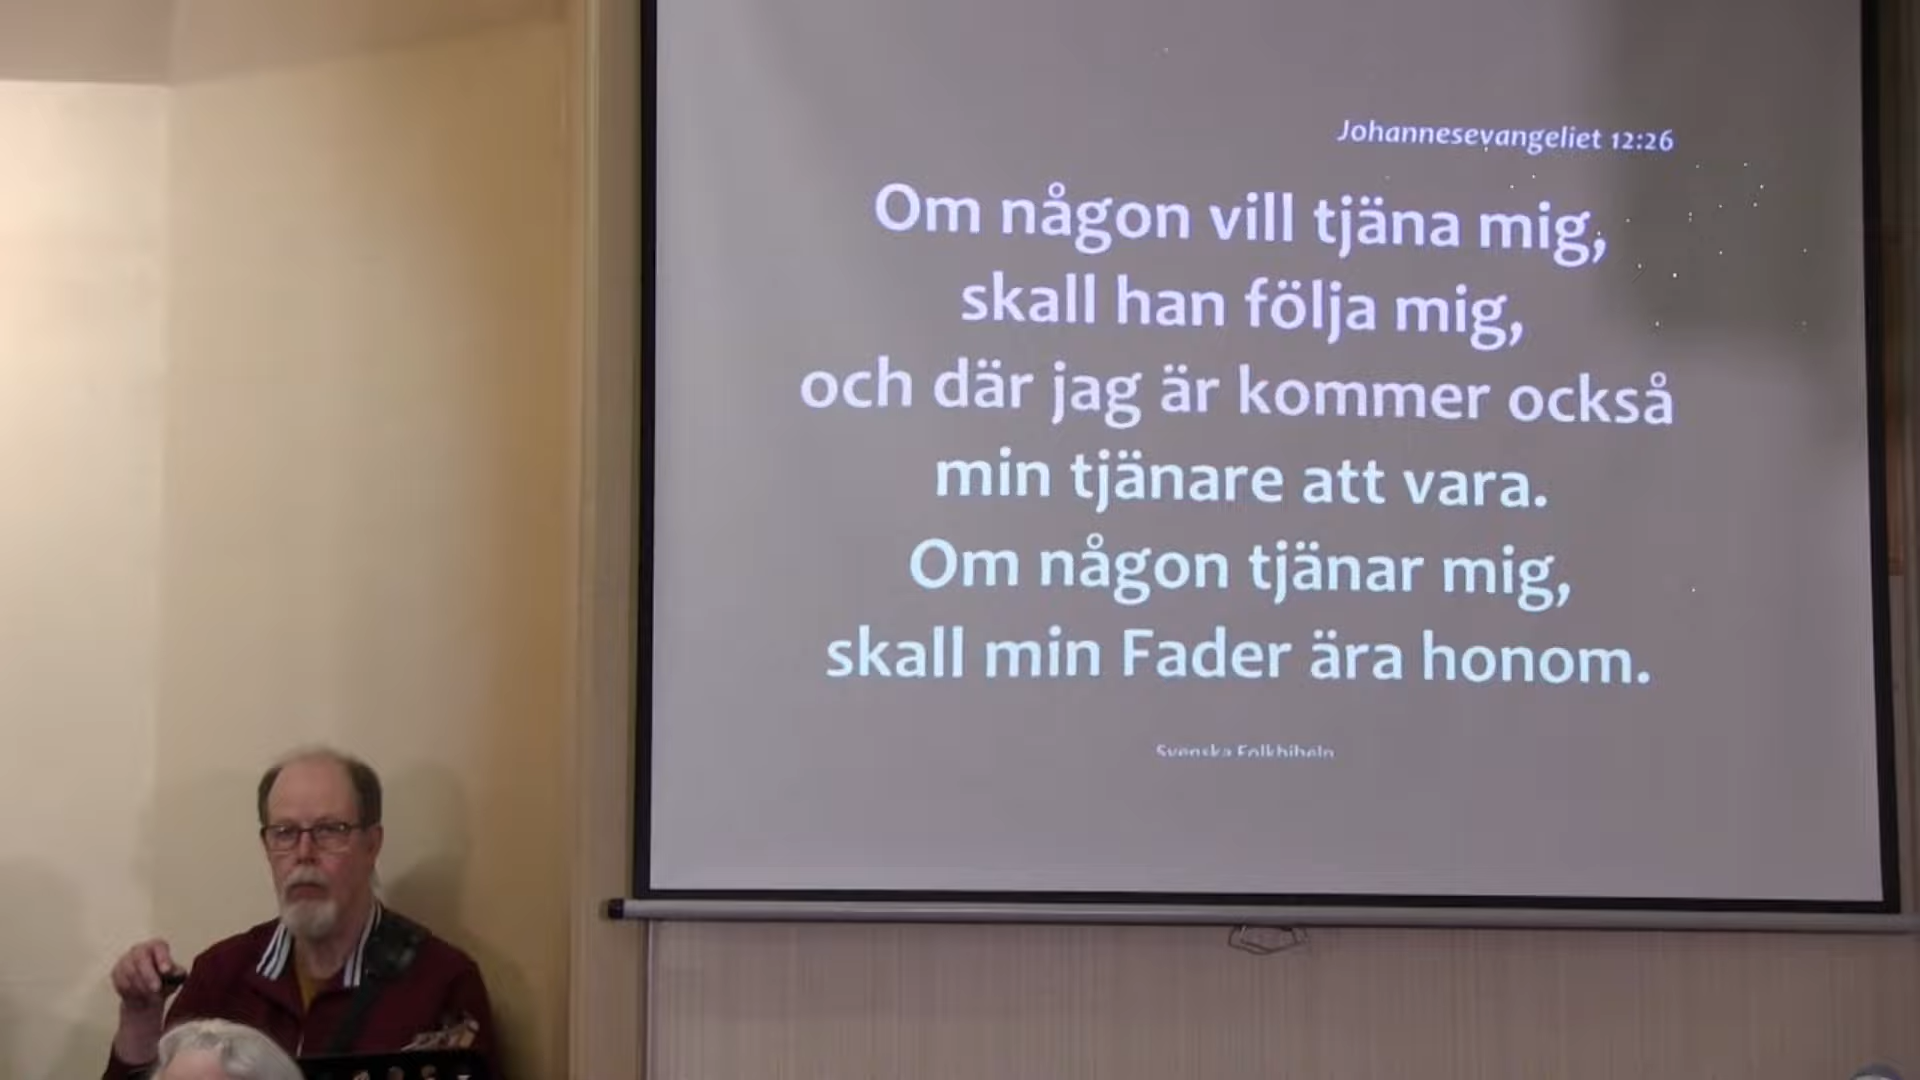 Johannesevangeliet 12:26
Om någon vill tjäna mig,
skall han följa mig,
och där jag är kommer också
min tjänare att vara.
Om någon tjänar mig,
skall min Fader ära honom.
Svenska Folkbibeln